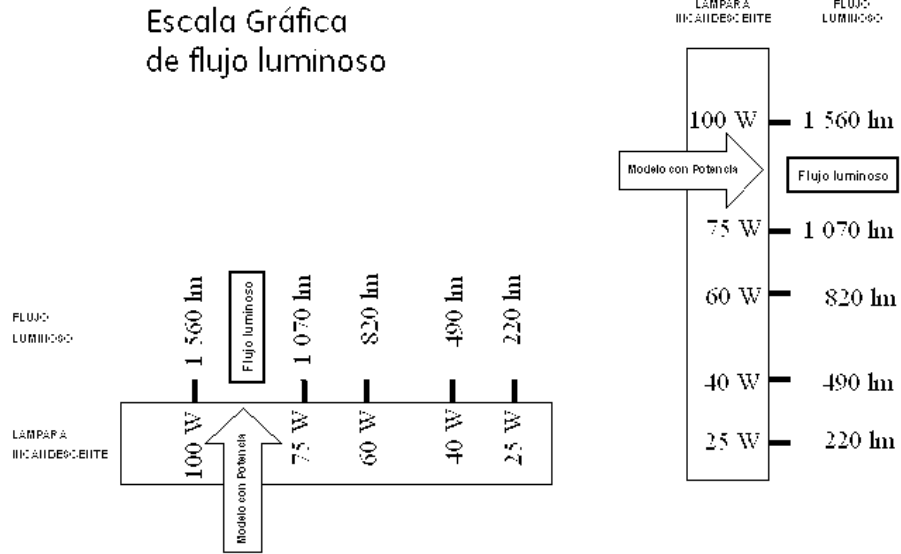 Escala Gráfica
de flujo luminoso
LAMPARA
INCANDESCENTE
FLUJO
LUMINOSO
100 W
1 560 lm
Modelo con Potencia
Flujo luminoso
75 W
1 070 lm
60 W
820 lm
40 W
490 lm
25 W
220 lm
FLUJO
LUMINOSO
1 560 lm
Flujo luminoso
1 070 lm
820 lm
490 lm
220 lm
LAMPARA
INCANDESCENTE
100 W
Modelo con Potencia
75 W
60 W
40 W
25 W